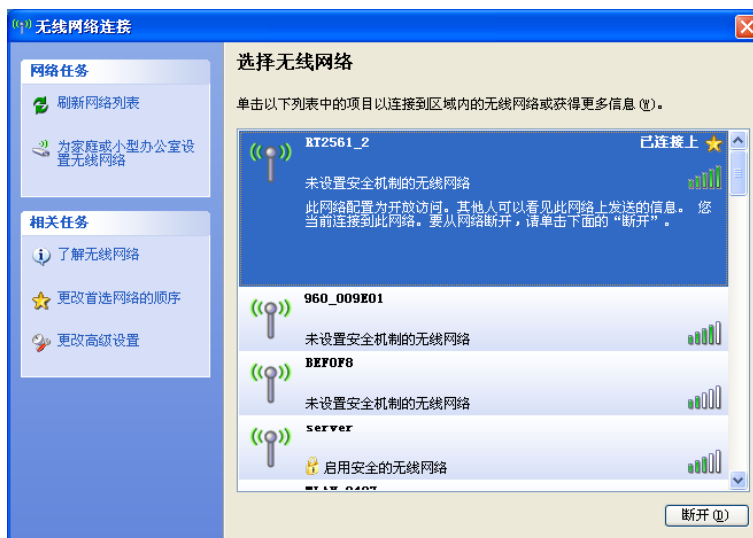 无线网络连接
网络任务
刷新网络列表
为家庭或小型办公室设
置无线网络
相关任务
了解无线网络
更改首选网络的顺序
更改高级设置
选择无线网络
单击以下列表中的项目以连接到区域内的无线网络或获得更多信息(W)。
RT2561_2 已连接上
未设置安全机制的无线网络
此网络配置为开放访问。其他人可以看见此网络上发送的信息。 您
当前连接到此网络。要从网络断开，请单击下面的“断开”。
960_009E01
未设置安全机制的无线网络
BEF0F8
未设置安全机制的无线网络
server
启用安全的无线网络
断开(D)